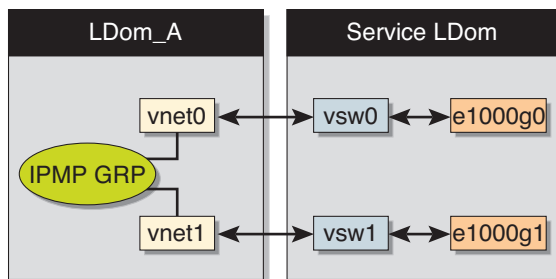 LDom_A
Service LDom
vnet0
vsw0
e1000g0
IPMP GRP
vnet1
vsw1
e1000g1